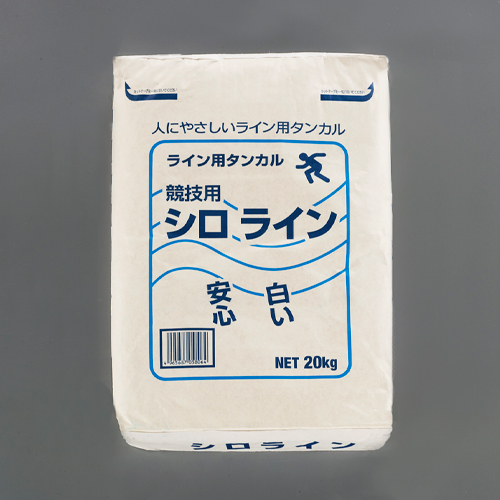 人にやさしいライン用タンカル
ライン用タンカル
競技用
シロ ライン
安心
白い
NET 20kg
シロライン